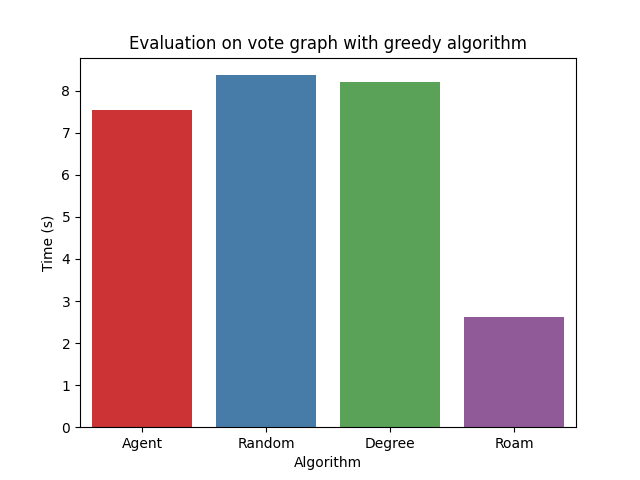 Evaluation on vote graph with greedy algorithm
8
7
6
5
4
3
2
1
0
Time (s)
Agent Random Degree Roam
Algorithm